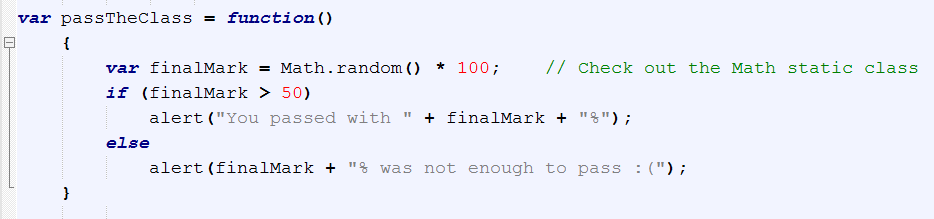 var passTheClass = function()
{
var finalMark = Math.random() * 100;    // Check out the Math static class
if (finalMark > 50)
alert("You passed with " + finalMark + "%");
else
alert(finalMark + "% was not enough to pass :(");
}